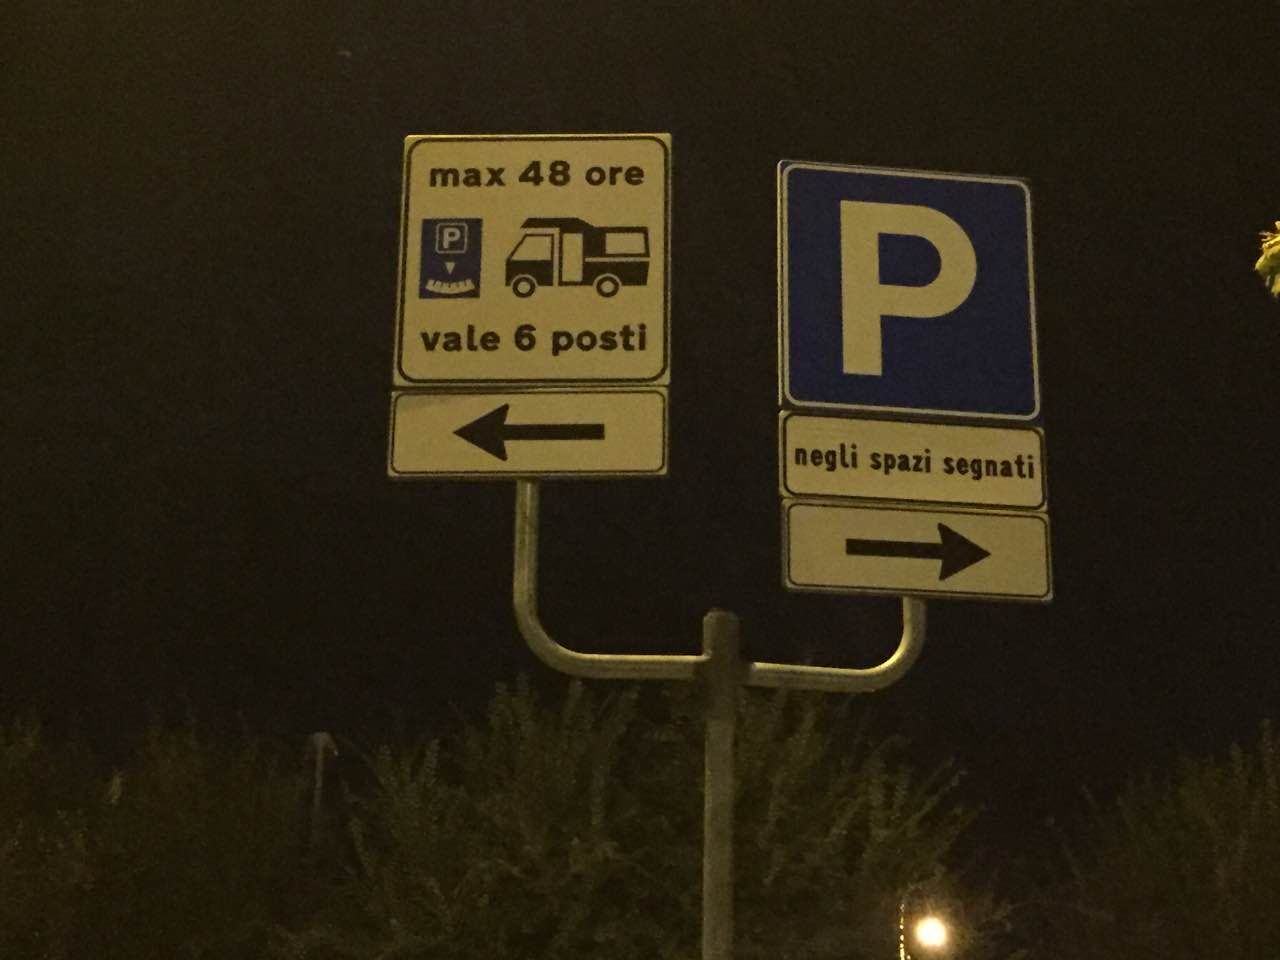 max 48 ore
P
vale 6 posti
P
negli spazi segnati